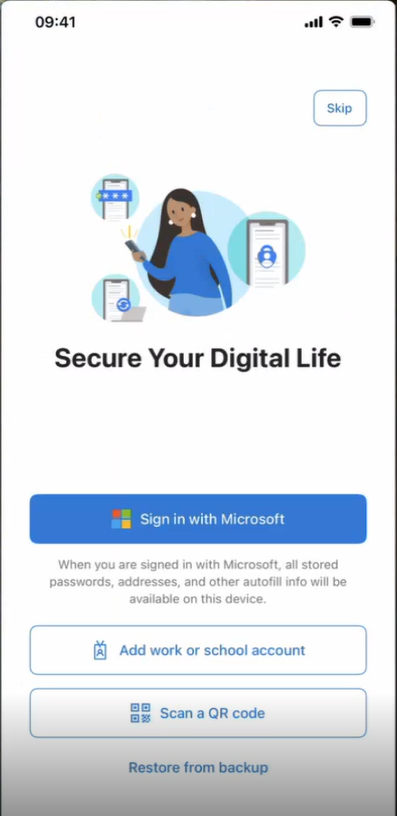 09:41
Skip
Secure Your Digital Life
Sign in with Microsoft
When you are signed in with Microsoft, all stored
passwords, addresses, and other autofill info will be
available on this device.
Add work or school account
Scan a QR code
Restore from backup